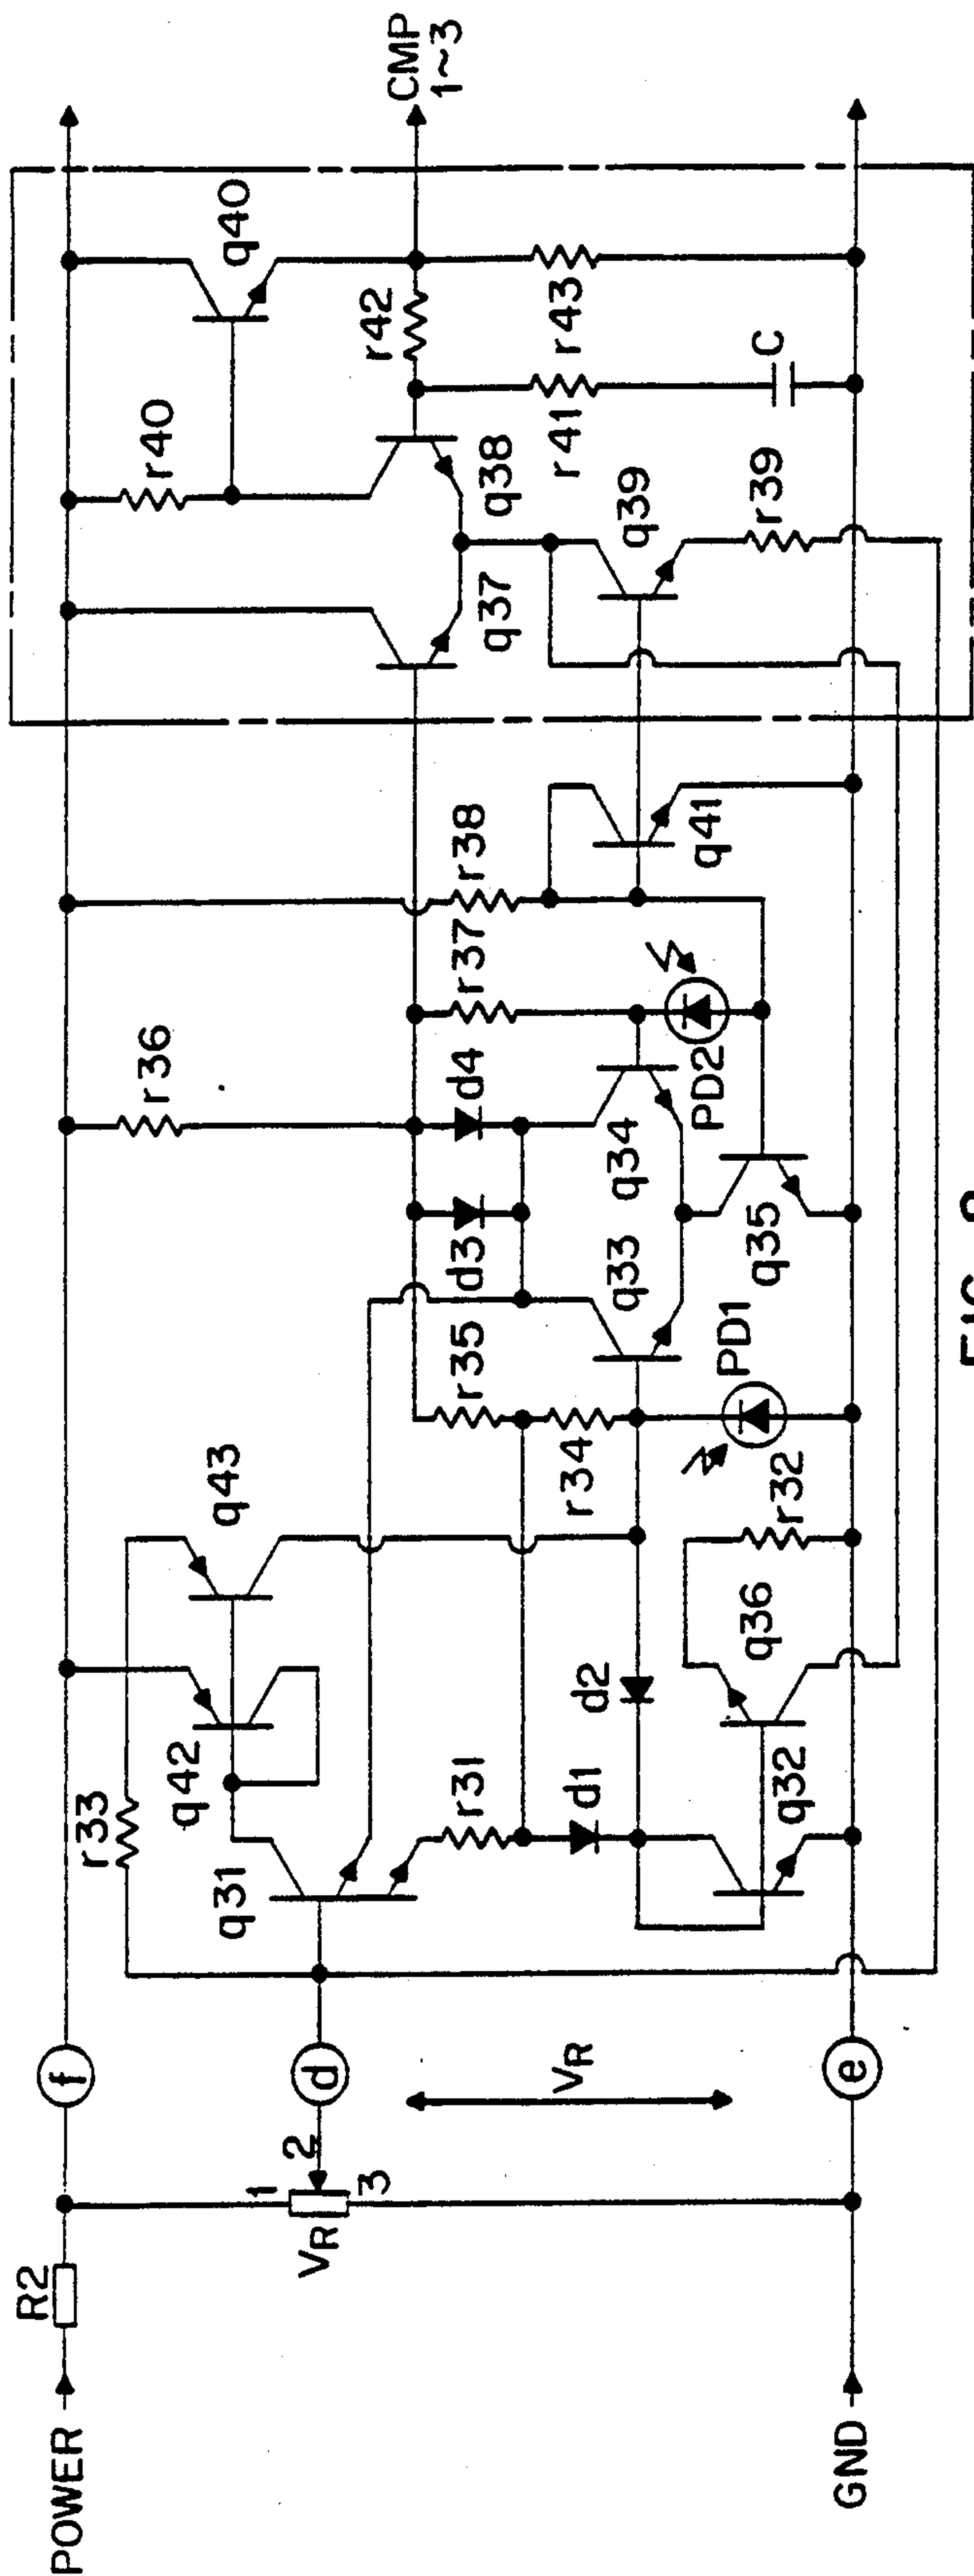 POWER
R2
f
1
VR
2
3
d
VR
GND
e
r33
q42
q43
q31
r31
d1
d2
q32
q36
r32
r34
r35
PD1
q33
d3
d4
q34
q35
PD2
r36
r37
r38
q41
q37
q38
q39
r39
r40
q40
r41
r42
r43
C
CMP
1~3